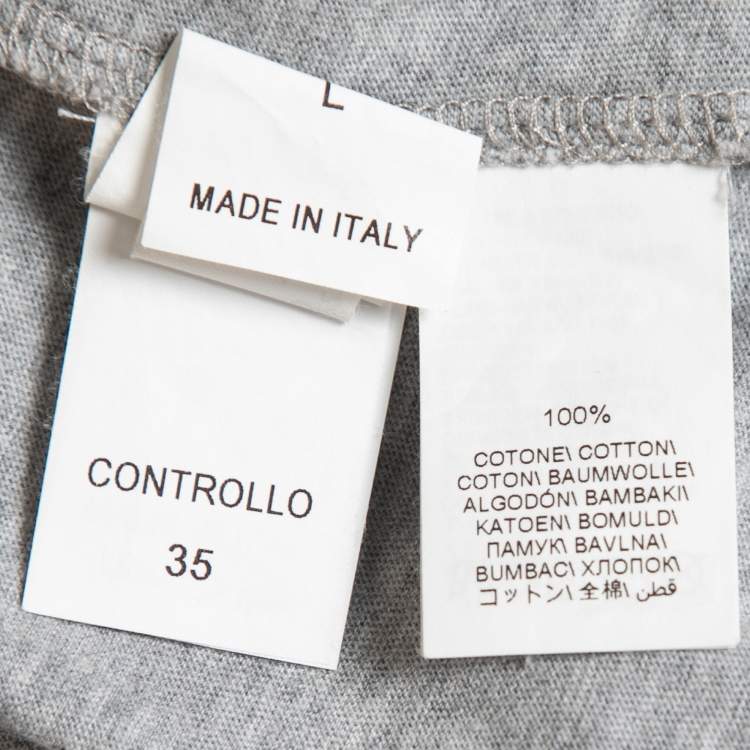 L
MADE IN ITALY
CONTROLLO
35
100%
COTONE\ COTTON\
COTON\ BAUMWOLLE\
ALGODÓN\ BAMBAKI\
KATOEN\ BOMULD\
ПАМУК\ BAVLNA\
BUMBAC\ ХЛОПОК\
コットン\ 全棉\ قطن